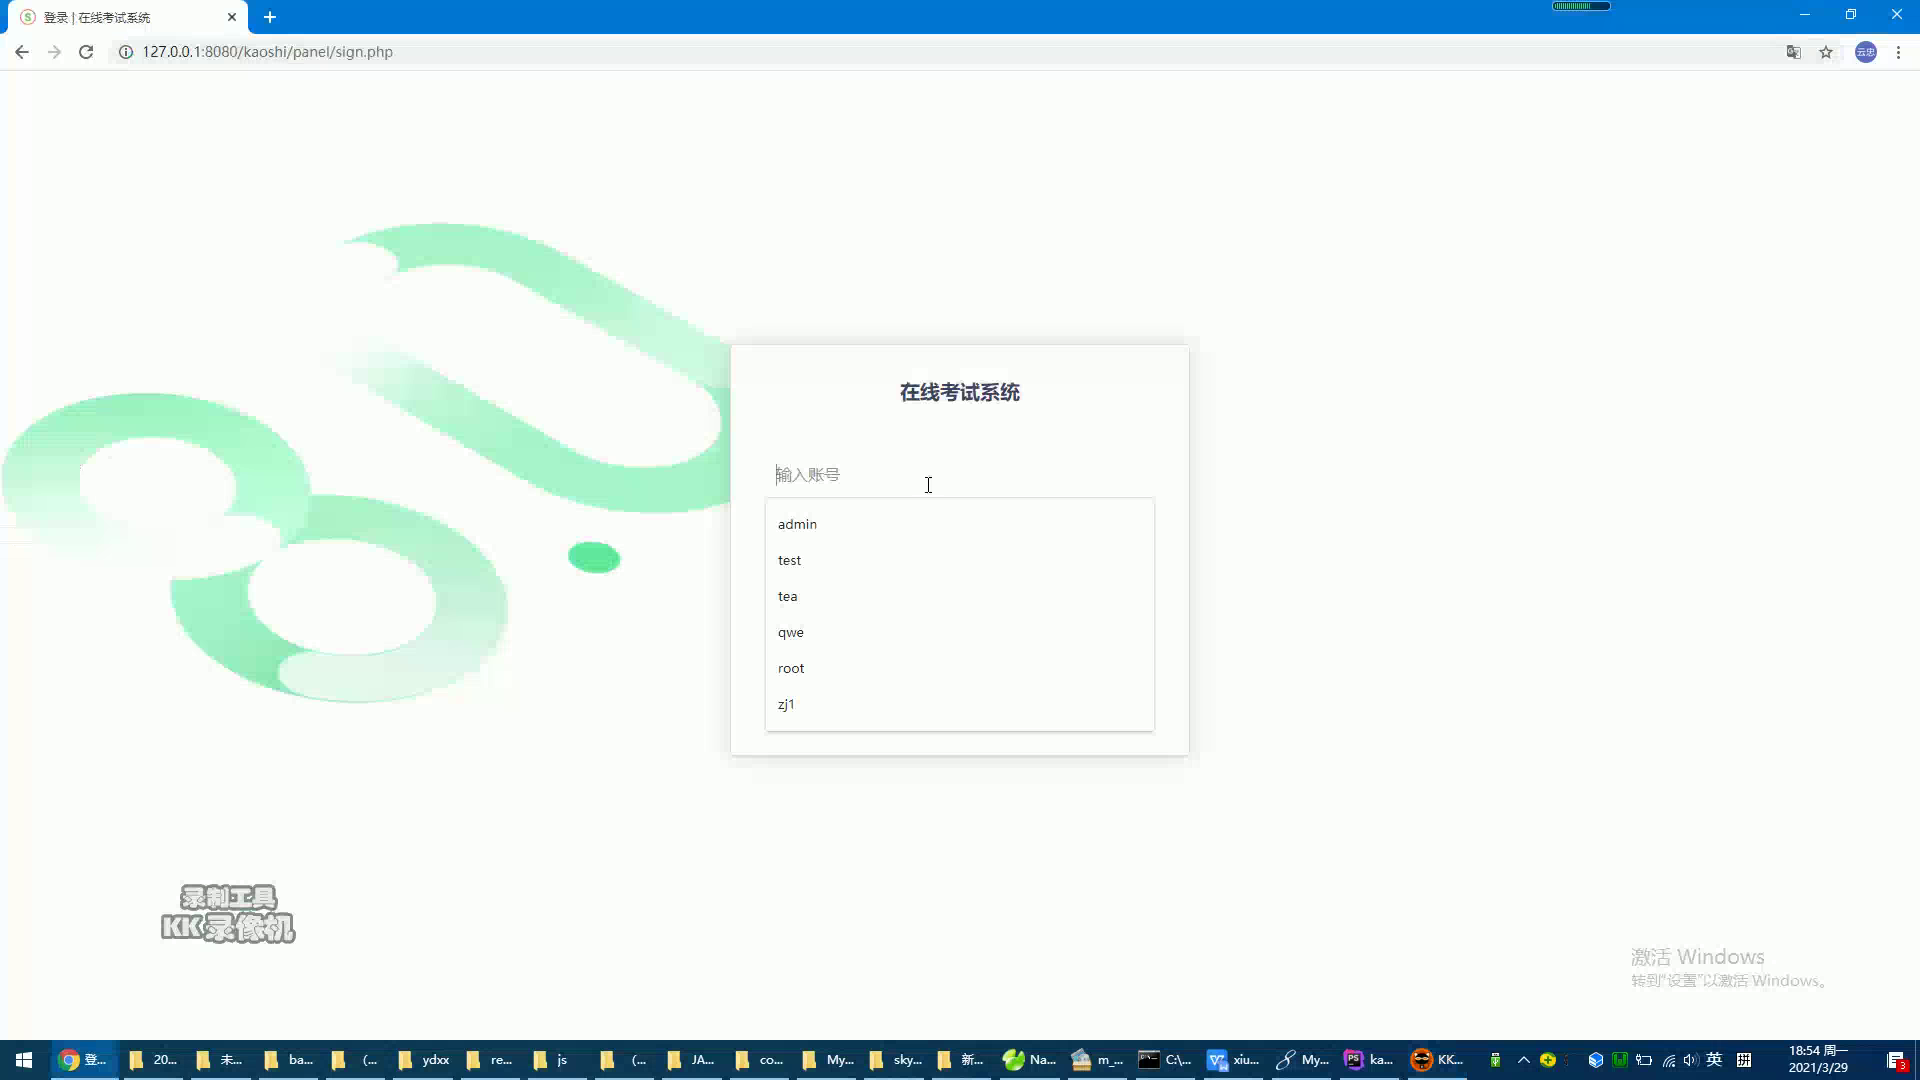 登录 | 在线考试系统
127.0.0.1:8080/kaoshi/panel/sign.php
云忠
在线考试系统
输入账号
admin
test
tea
qwe
root
zj1
录制工具
KK录像机
激活 Windows
转到"设置"以激活 Windows。
登...
20...
未...
ba...
(...
ydxx
re...
js
(...
JA...
co...
My...
sky...
新...
Na...
m_...
C:\...
xiu...
My...
ka...
KK...
英
拼
18:54 周一
2021/3/29
3